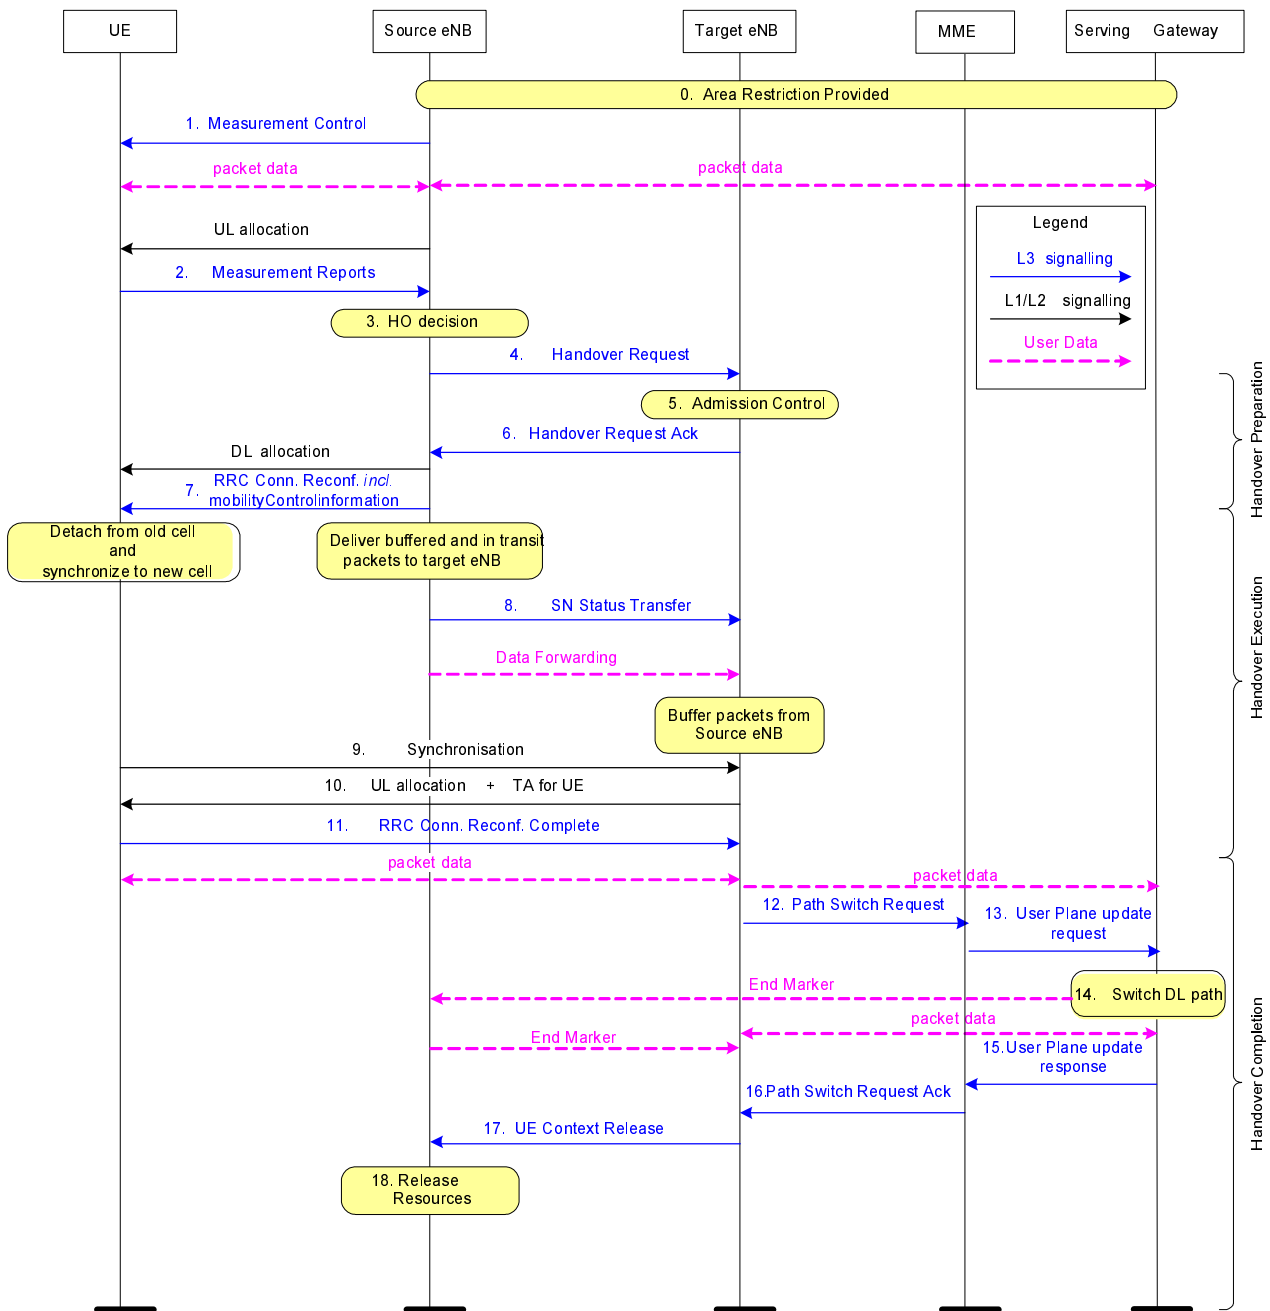 UE
Source eNB
Target eNB
MME
Serving Gateway
0. Area Restriction Provided
1. Measurement Control
packet data
packet data
UL allocation
Legend
L3 signalling
L1/L2 signalling
User Data
2. Measurement Reports
3. HO decision
4. Handover Request
5. Admission Control
6. Handover Request Ack
DL allocation
7. RRC Conn. Reconf. incl.
mobilityControlinformation
Handover Preparation
Detach from old cell
and
synchronize to new cell
Deliver buffered and in transit
packets to target eNB
8. SN Status Transfer
Data Forwarding
Buffer packets from
Source eNB
9. Synchronisation
10. UL allocation + TA for UE
11. RRC Conn. Reconf. Complete
Handover Execution
packet data
packet data
12. Path Switch Request
13. User Plane update
request
End Marker
14. Switch DL path
packet data
End Marker
15.User Plane update
response
16.Path Switch Request Ack
17. UE Context Release
18. Release
Resources
Handover Completion